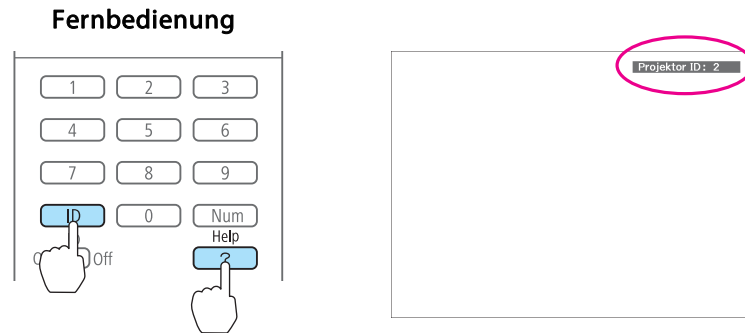 Fernbedienung
Projektor ID: 2
1 2 3
4 5 6
7 8 9
ID 0 Num
Help
Off ?